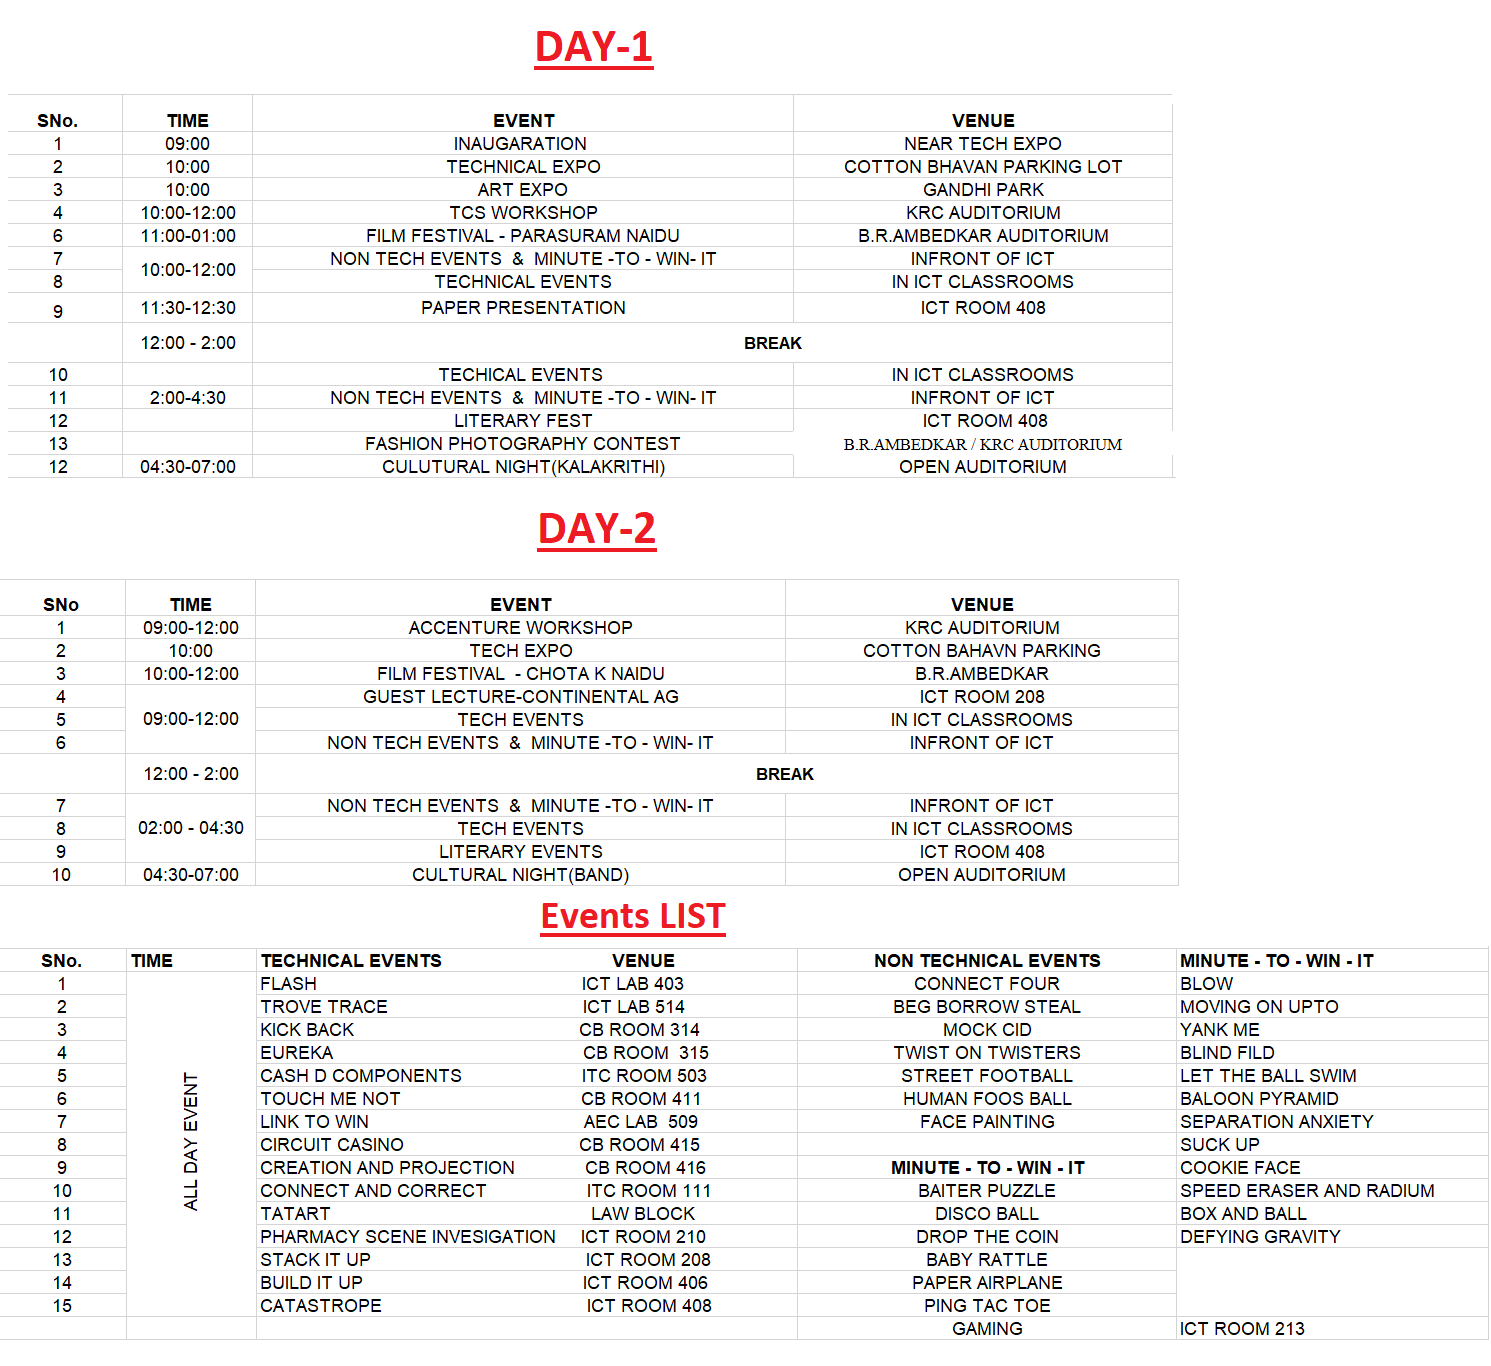 DAY-1
SNo. TIME EVENT VENUE
1 09:00 INAUGARATION NEAR TECH EXPO
2 10:00 TECHNICAL EXPO COTTON BHAVAN PARKING LOT
3 10:00 ART EXPO GANDHI PARK
4 10:00-12:00 TCS WORKSHOP KRC AUDITORIUM
6 11:00-01:00 FILM FESTIVAL - PARASURAM NAIDU B.R.AMBEDKAR AUDITORIUM
7 10:00-12:00 NON TECH EVENTS & MINUTE -TO - WIN- IT INFRONT OF ICT
8 TECHNICAL EVENTS IN ICT CLASSROOMS
9 11:30-12:30 PAPER PRESENTATION ICT ROOM 408
12:00 - 2:00 BREAK
10 TECHICAL EVENTS IN ICT CLASSROOMS
11 2:00-4:30 NON TECH EVENTS & MINUTE -TO - WIN- IT INFRONT OF ICT
12 LITERARY FEST ICT ROOM 408
13 FASHION PHOTOGRAPHY CONTEST B.R.AMBEDKAR / KRC AUDITORIUM
12 04:30-07:00 CULUTURAL NIGHT(KALAKRITHI) OPEN AUDITORIUM
DAY-2
SNo TIME EVENT VENUE
1 09:00-12:00 ACCENTURE WORKSHOP KRC AUDITORIUM
2 10:00 TECH EXPO COTTON BAHAVN PARKING
3 10:00-12:00 FILM FESTIVAL - CHOTA K NAIDU B.R.AMBEDKAR
4 GUEST LECTURE-CONTINENTAL AG ICT ROOM 208
5 09:00-12:00 TECH EVENTS IN ICT CLASSROOMS
6 NON TECH EVENTS & MINUTE -TO - WIN- IT INFRONT OF ICT
12:00 - 2:00 BREAK
7 NON TECH EVENTS & MINUTE -TO - WIN- IT INFRONT OF ICT
8 02:00 - 04:30 TECH EVENTS IN ICT CLASSROOMS
9 LITERARY EVENTS ICT ROOM 408
10 04:30-07:00 CULTURAL NIGHT(BAND) OPEN AUDITORIUM
Events LIST
SNo. TIME TECHNICAL EVENTS VENUE NON TECHNICAL EVENTS MINUTE - TO - WIN - IT
1 FLASH ICT LAB 403 CONNECT FOUR BLOW
2 TROVE TRACE ICT LAB 514 BEG BORROW STEAL MOVING ON UPTO
3 KICK BACK CB ROOM 314 MOCK CID YANK ME
4 EUREKA CB ROOM 315 TWIST ON TWISTERS BLIND FILD
5 CASH D COMPONENTS ITC ROOM 503 STREET FOOTBALL LET THE BALL SWIM
6 TOUCH ME NOT CB ROOM 411 HUMAN FOOS BALL BALOON PYRAMID
7 LINK TO WIN AEC LAB 509 FACE PAINTING SEPARATION ANXIETY
8 ALL DAY EVENT CIRCUIT CASINO CB ROOM 415 SUCK UP
9 CREATION AND PROJECTION CB ROOM 416 MINUTE - TO - WIN - IT COOKIE FACE
10 CONNECT AND CORRECT ITC ROOM 111 BAITER PUZZLE SPEED ERASER AND RADIUM
11 TATART LAW BLOCK DISCO BALL BOX AND BALL
12 PHARMACY SCENE INVESIGATION ICT ROOM 210 DROP THE COIN DEFYING GRAVITY
13 STACK IT UP ICT ROOM 208 BABY RATTLE
14 BUILD IT UP ICT ROOM 406 PAPER AIRPLANE
15 CATASTROPE ICT ROOM 408 PING TAC TOE
GAMING ICT ROOM 213